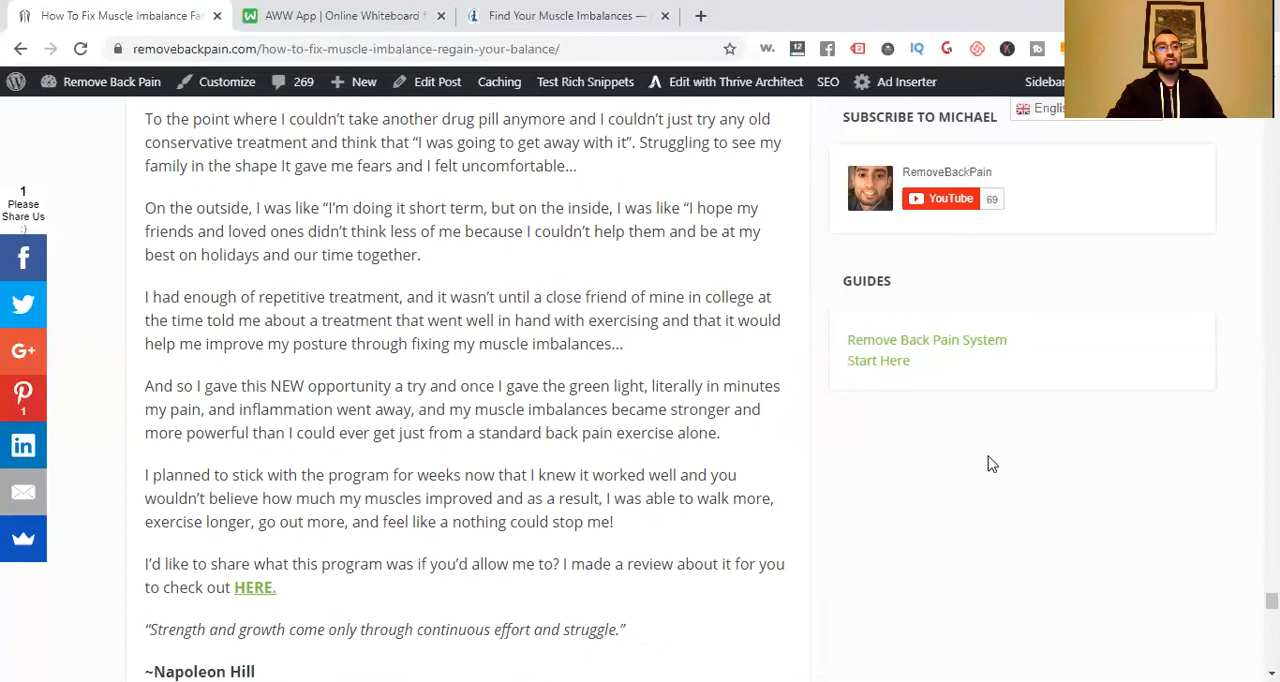 How To Fix Muscle Imbalance Fas
AWW App | Online Whiteboard f
Find Your Muscle Imbalances —
removebackpain.com/how-to-fix-muscle-imbalance-regain-your-balance/
Remove Back Pain
Customize
269
New
Edit Post
Caching
Test Rich Snippets
Edit with Thrive Architect
SEO
Ad Inserter
Sidebar
To the point where I couldn't take another drug pill anymore and I couldn't just try any old
conservative treatment and think that “I was going to get away with it”. Struggling to see my
family in the shape It gave me fears and I felt uncomfortable…
On the outside, I was like “I’m doing it short term, but on the inside, I was like “I hope my
friends and loved ones didn’t think less of me because I couldn’t help them and be at my
best on holidays and our time together.
I had enough of repetitive treatment, and it wasn’t until a close friend of mine in college at
the time told me about a treatment that went well in hand with exercising and that it would
help me improve my posture through fixing my muscle imbalances…
And so I gave this NEW opportunity a try and once I gave the green light, literally in minutes
my pain, and inflammation went away, and my muscle imbalances became stronger and
more powerful than I could ever get just from a standard back pain exercise alone.
I planned to stick with the program for weeks now that I knew it worked well and you
wouldn’t believe how much my muscles improved and as a result, I was able to walk more,
exercise longer, go out more, and feel like a nothing could stop me!
I’d like to share what this program was if you’d allow me to? I made a review about it for you
to check out HERE.
“Strength and growth come only through continuous effort and struggle.”
~Napoleon Hill
1
Please
Share Us
:)
G+
1
in
SUBSCRIBE TO MICHAEL
Engli
RemoveBackPain
YouTube
69
GUIDES
Remove Back Pain System
Start Here